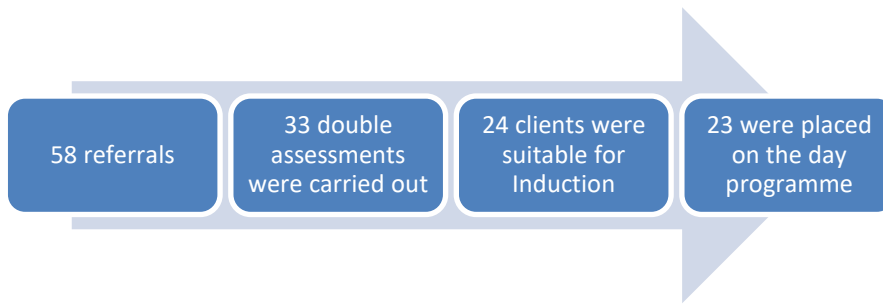 58 referrals
33 double
assessments
were carried out
24 clients were
suitable for
Induction
23 were placed
on the day
programme